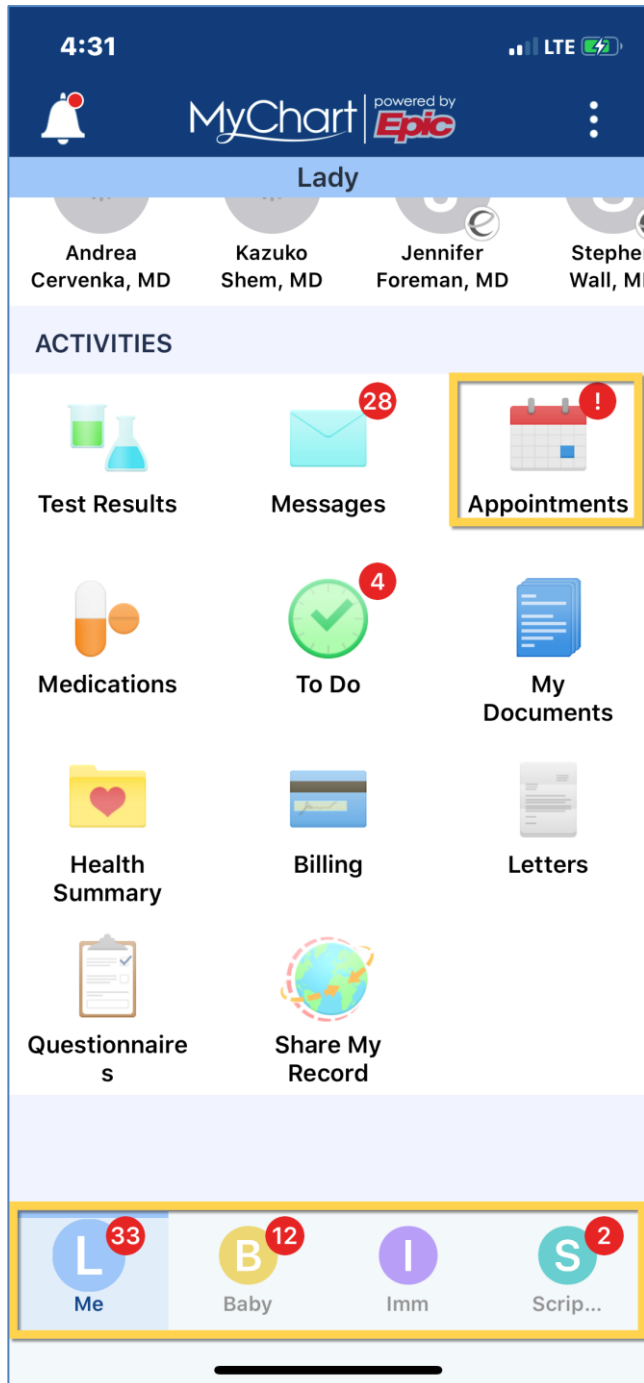 4:31
LTE
MyChart powered by Epic
Lady
Andrea Kazuko Jennifer
Cervenka, MD Shem, MD Foreman, MD Wall,
ACTIVITIES
28 !
Test Results Messages Appointments
4
Medications To Do My
Documents
Health Billing Letters
Summary
Questionnaire Share My
s Record
33 12 2
L B I S
Me Baby Imm Scrip...